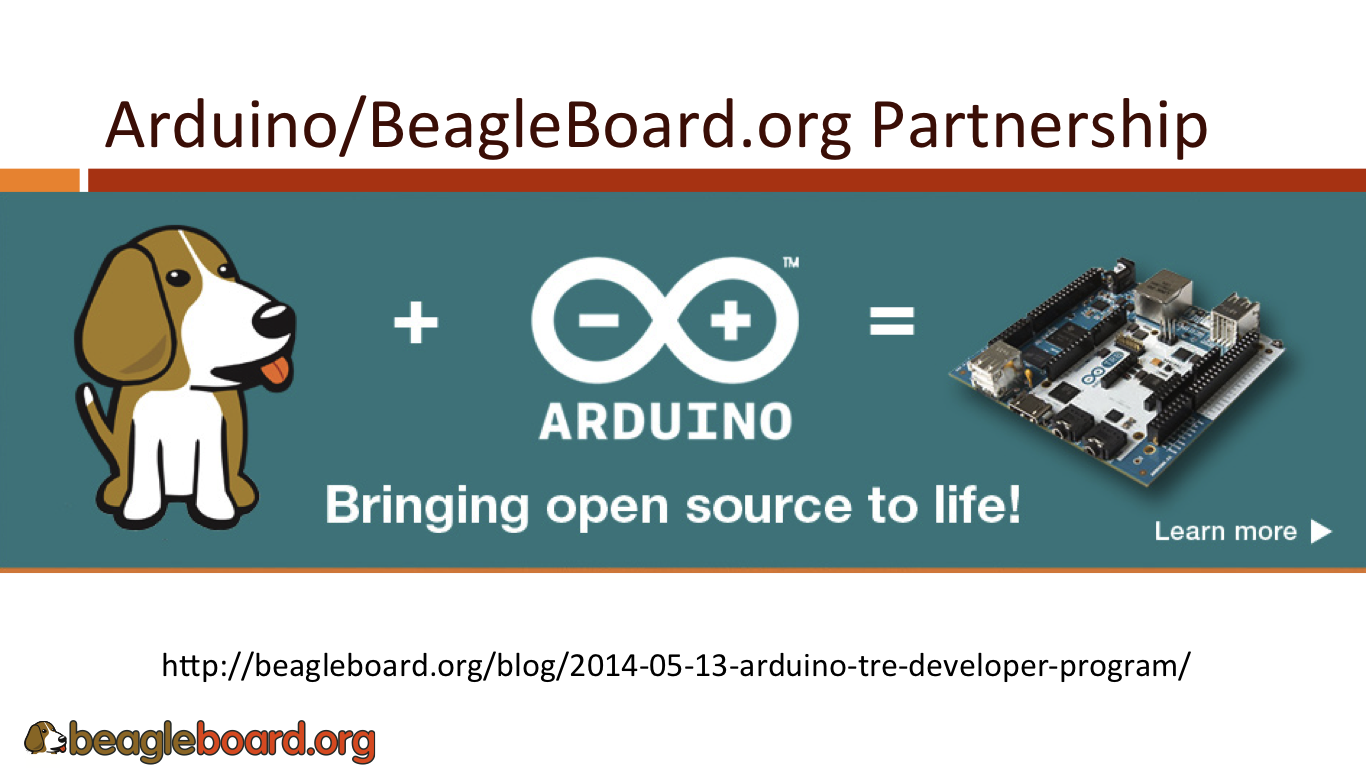 Arduino/BeagleBoard.org Partnership
+
™
- +
=
ARDUINO
Bringing open source to life!
Learn more ▶
http://beagleboard.org/blog/2014-05-13-arduino-tre-developer-program/
beagleboard.org